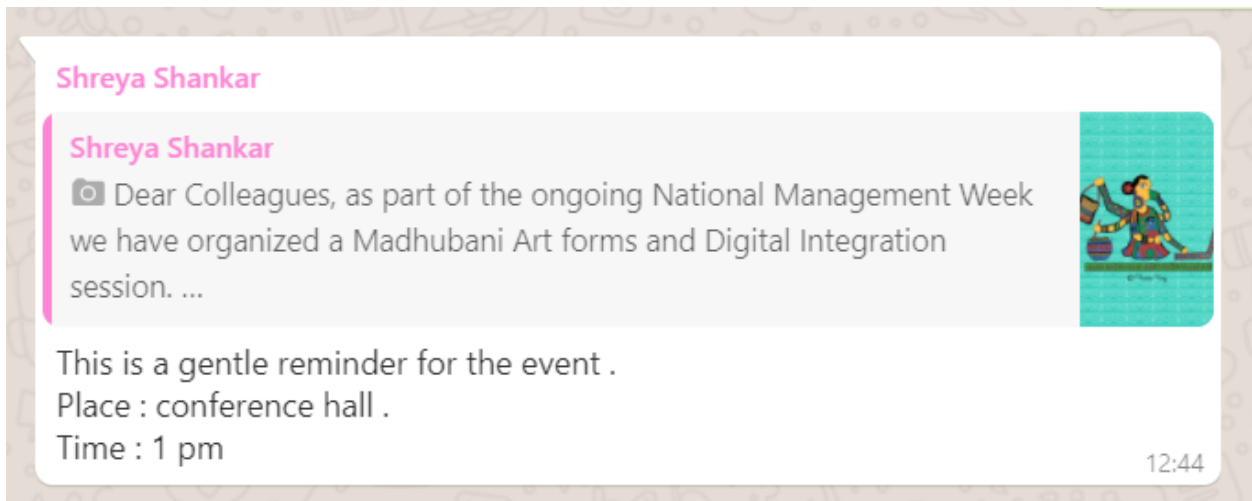 Shreya Shankar
Shreya Shankar
Dear Colleagues, as part of the ongoing National Management Week
we have organized a Madhubani Art forms and Digital Integration
session. ...
This is a gentle reminder for the event .
Place : conference hall .
Time : 1 pm
12:44